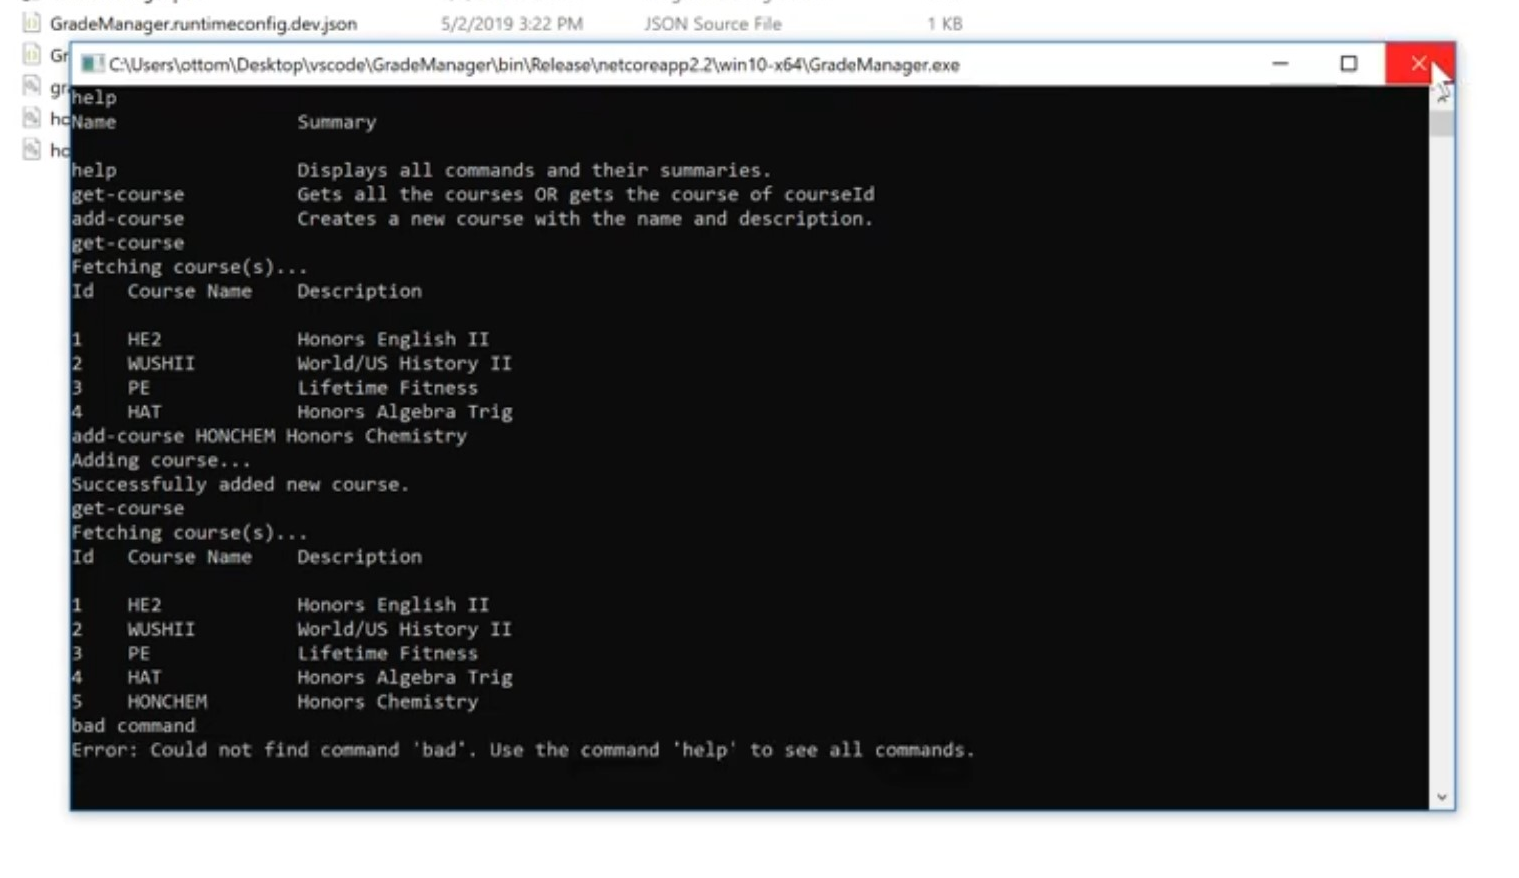 GradeManager.runtimeconfig.dev.json 5/2/2019 3:22 PM JSON Source File 1 KB
C:\Users\ottom\Desktop\vscode\GradeManager\bin\Release\netcoreapp2.2\win10-x64\GradeManager.exe
help
Name Summary
help Displays all commands and their summaries.
get-course Gets all the courses OR gets the course of courseId
add-course Creates a new course with the name and description.
get-course
Fetching course(s)...
Id Course Name Description
1 HE2 Honors English II
2 WUSHII World/US History II
3 PE Lifetime Fitness
4 HAT Honors Algebra Trig
add-course HONCHEM Honors Chemistry
Adding course...
Successfully added new course.
get-course
Fetching course(s)...
Id Course Name Description
1 HE2 Honors English II
2 WUSHII World/US History II
3 PE Lifetime Fitness
4 HAT Honors Algebra Trig
5 HONCHEM Honors Chemistry
bad command
Error: Could not find command 'bad'. Use the command 'help' to see all commands.